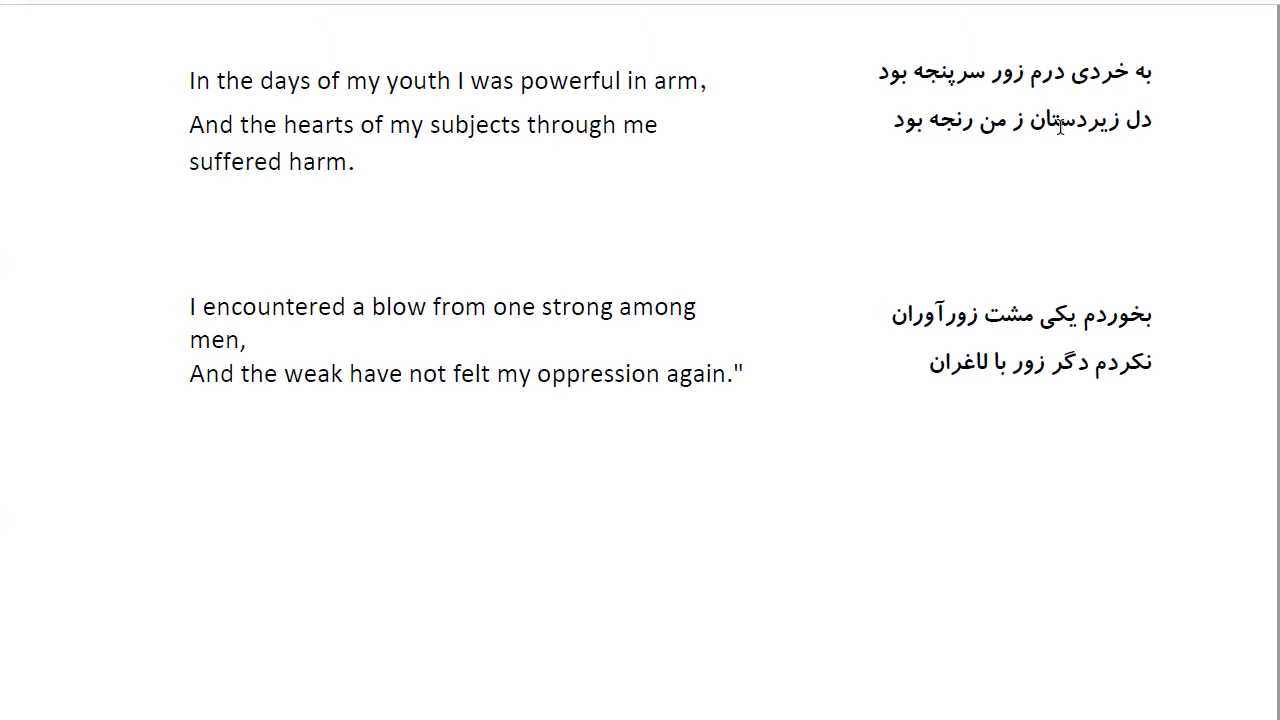 In the days of my youth I was powerful in arm,
And the hearts of my subjects through me
suffered harm.
به خردی درم زور سرپنجه بود
دل زیردستان ز من رنجه بود
I encountered a blow from one strong among
men,
And the weak have not felt my oppression again."
بخوردم یکی مشت زورآوران
نکردم دگر زور با لاغران